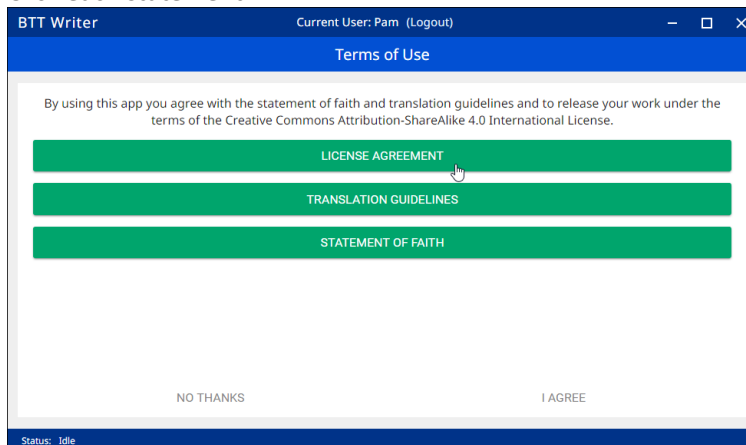 BTT Writer Current User: Pam (Logout)
Terms of Use
By using this app you agree with the statement of faith and translation guidelines and to release your work under the
terms of the Creative Commons Attribution-ShareAlike 4.0 International License.
LICENSE AGREEMENT
TRANSLATION GUIDELINES
STATEMENT OF FAITH
NO THANKS I AGREE
Status: Idle